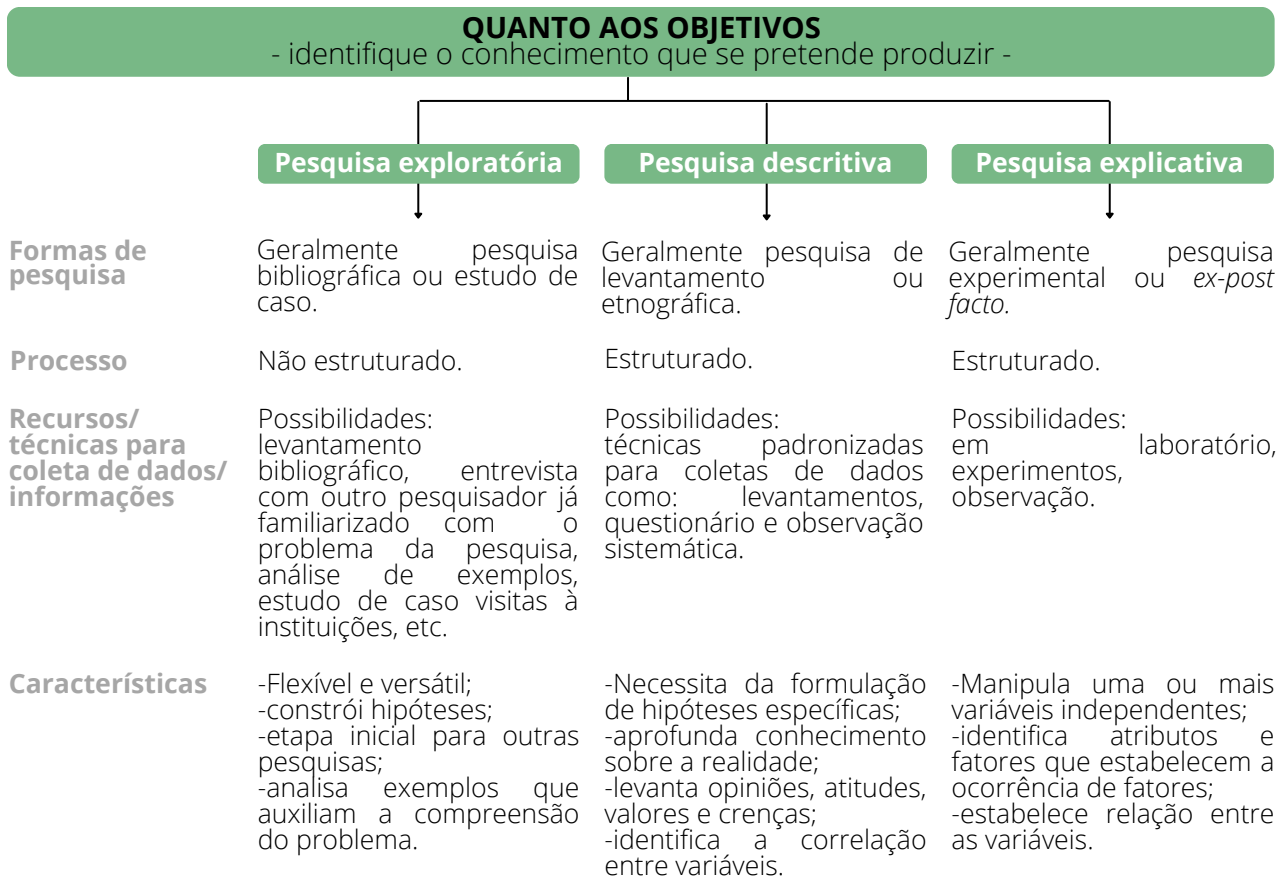 QUANTO AOS OBJETIVOS
- identifique o conhecimento que se pretende produzir -
Pesquisa exploratória
Pesquisa descritiva
Pesquisa explicativa
Formas de
pesquisa
Geralmente pesquisa
bibliográfica ou estudo de
caso.
Geralmente pesquisa de
levantamento ou
etnográfica.
Geralmente pesquisa
experimental ou ex-post
facto.
Processo
Não estruturado.
Estruturado.
Estruturado.
Recursos/
técnicas para
coleta de dados/
informações
Possibilidades:
levantamento
bibliográfico, entrevista
com outro pesquisador já
familiarizado com o
problema da pesquisa,
análise de exemplos,
estudo de caso visitas à
instituições, etc.
Possibilidades:
técnicas padronizadas
para coletas de dados
como: levantamentos,
questionário e observação
sistemática.
Possibilidades:
em laboratório,
experimentos,
observação.
Características
-Flexível e versátil;
-constrói hipóteses;
-etapa inicial para outras
pesquisas;
-analisa exemplos que
auxiliam a compreensão
do problema.
-Necessita da formulação
de hipóteses específicas;
-aprofunda conhecimento
sobre a realidade;
-levanta opiniões, atitudes,
valores e crenças;
-identifica a correlação
entre variáveis.
-Manipula uma ou mais
variáveis independentes;
-identifica atributos e
fatores que estabelecem a
ocorrência de fatores;
-estabelece relação entre
as variáveis.